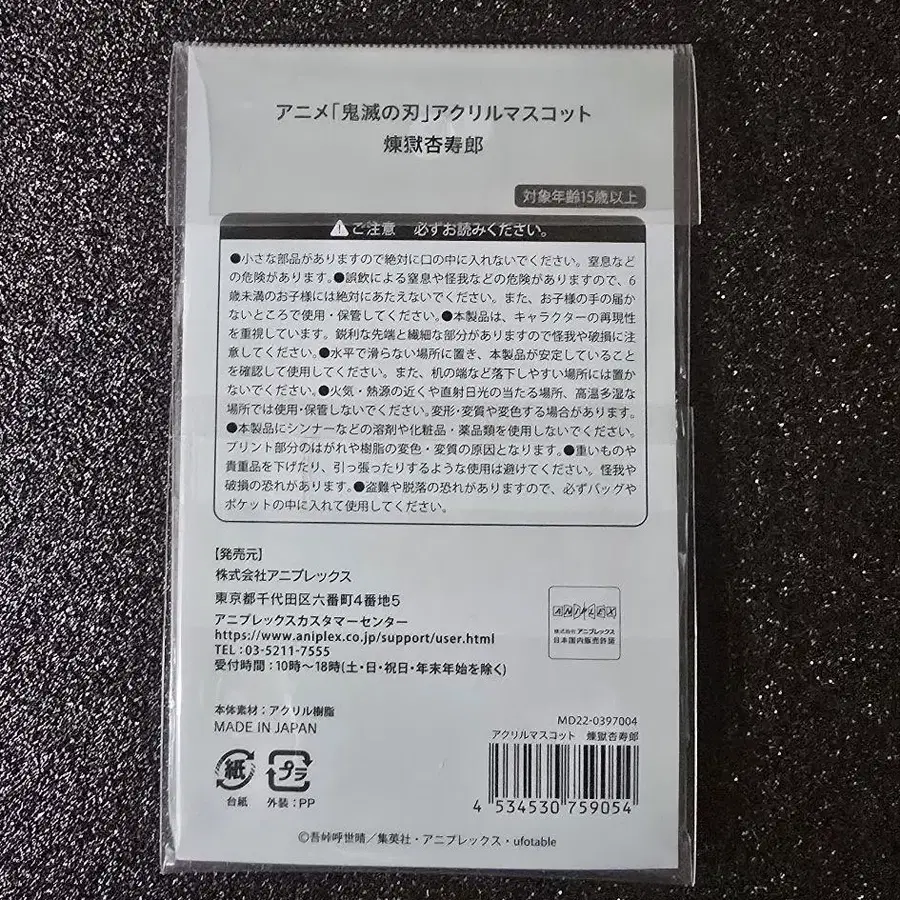 アニメ「鬼滅の刃」アクリルマスコット
煉獄杏寿郎
対象年齢15歳以上
ご注意 必ずお読みください。
●小さな部品がありますので絶対に口の中に入れないでください。窒息など
の危険があります。●誤飲による窒息や怪我などの危険がありますので、6
歳未満のお子様には絶対にあたえないでください。また、お子様の手の届か
ないところで使用・保管してください。●本製品は、キャラクターの再現性
を重視しています。鋭利な先端と繊細な部分がありますので怪我や破損に注
意してください。●水平で滑らない場所に置き、本製品が安定していること
を確認して使用してください。また、机の端など落下しやすい場所には置か
ないでください。●火気・熱源の近くや直射日光の当たる場所、高温多湿な
場所では使用・保管しないでください。変形・変質や変色する場合があります。
●本製品にシンナーなどの溶剤や化粧品・薬品類を使用しないでください。
プリント部分のはがれや樹脂の変色・変質の原因となります。●重いものや
貴重品を下げたり、引っ張ったりするような使用は避けてください。怪我や
破損の恐れがあります。●盗難や脱落の恐れがありますので、必ずバッグや
ポケットの中に入れて使用してください。
【発売元】
株式会社アニプレックス
東京都千代田区六番町4番地5
アニプレックスカスタマーセンター
https://www.aniplex.co.jp/support/user.html
TEL：03-5211-7555
受付時間：10時～18時(土・日・祝日・年末年始を除く)
ANIPLEX
株式会社 アニプレックス
日本国内販売許諾
本体素材：アクリル樹脂
MADE IN JAPAN
紙
台紙
プラ
外装：PP
MD22-0397004
アクリルマスコット 煉獄杏寿郎
4 534530 759054
©吾峠呼世晴／集英社・アニプレックス・ufotable